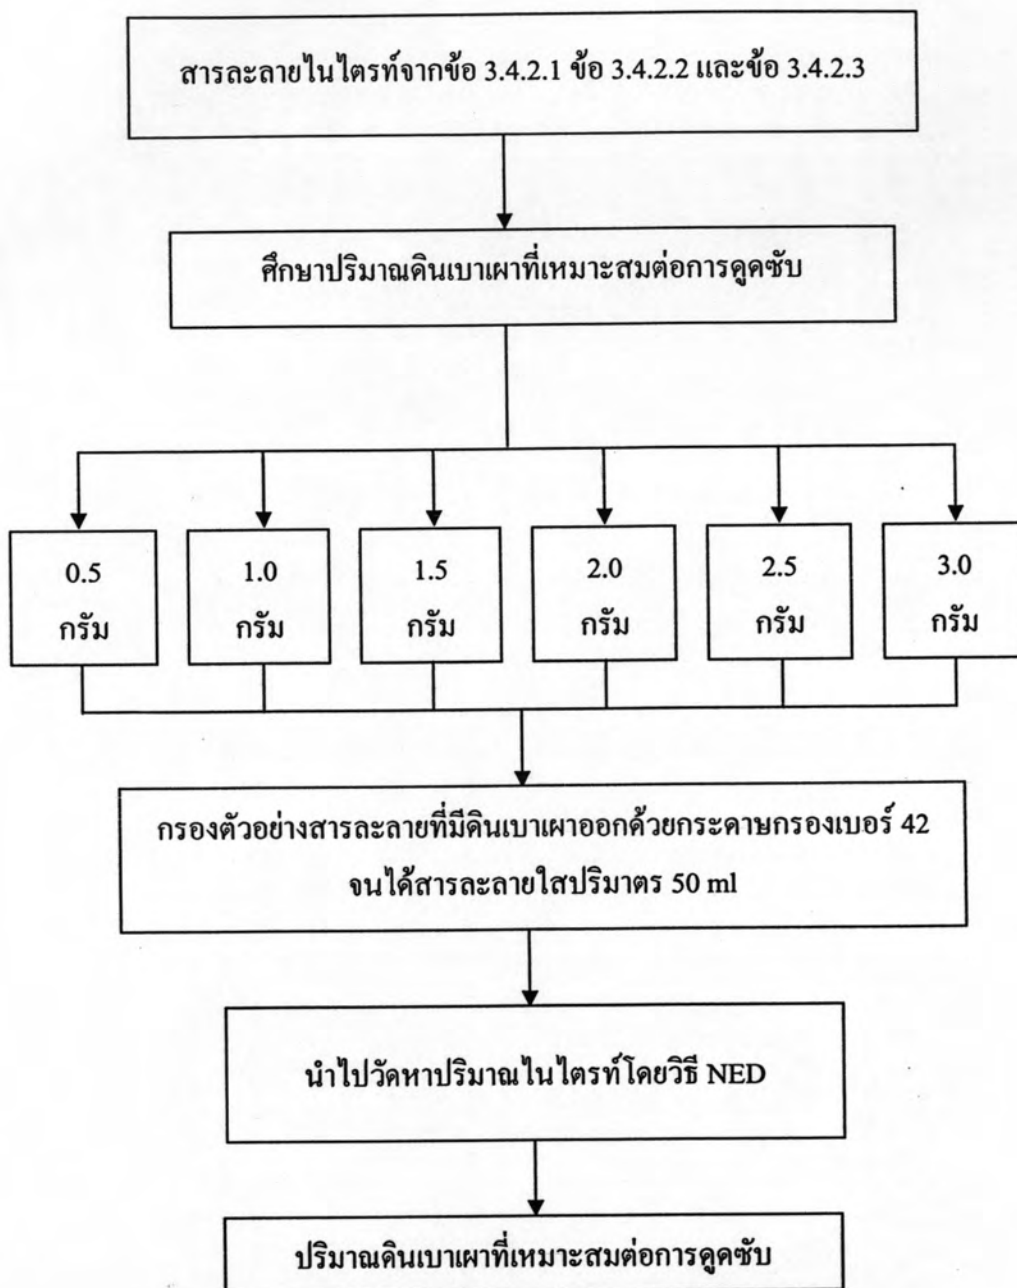 สารละลายไนไตรท์จากข้อ 3.4.2.1 ข้อ 3.4.2.2 และข้อ 3.4.2.3
ศึกษาปริมาณดินเบาเผาที่เหมาะสมต่อการดูดซับ
0.5 1.0 1.5 2.0 2.5 3.0
กรัม กรัม กรัม กรัม กรัม กรัม
กรองตัวอย่างสารละลายที่มีดินเบาเผาออกด้วยกระดาษกรองเบอร์ 42
จนได้สารละลายใสปริมาตร 50 ml
นำไปวัดหาปริมาณไนไตรท์โดยวิธี NED
ปริมาณดินเบาเผาที่เหมาะสมต่อการดูดซับ